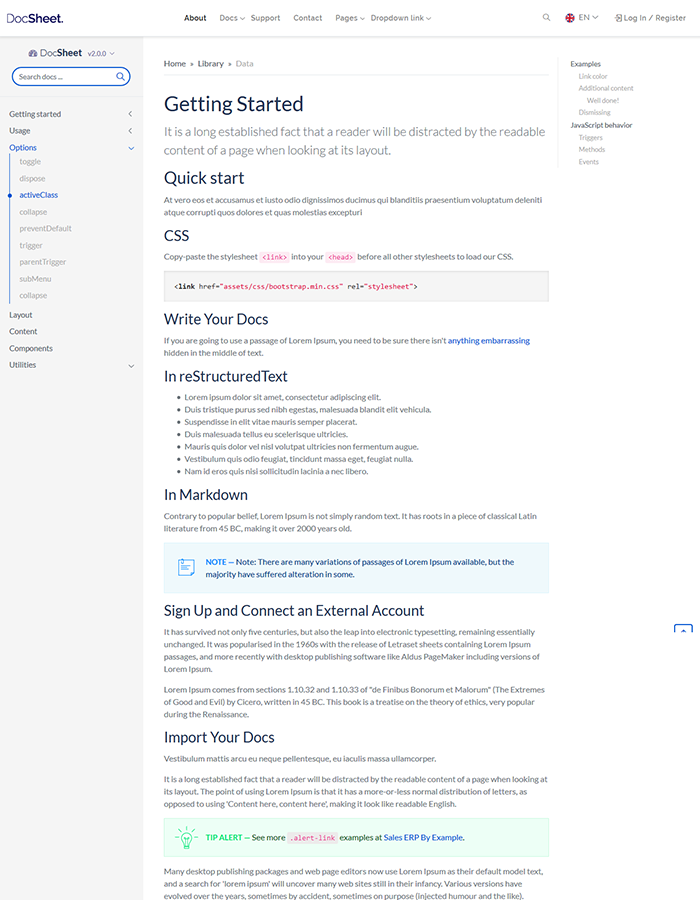 DocSheet.
About
Docs
Support
Contact
Pages
Dropdown link
EN
Log In / Register
DocSheet v2.0.0
Search docs ...
Getting started
Usage
Options
toggle
dispose
activeClass
collapse
preventDefault
trigger
parentTrigger
subMenu
collapse
Layout
Content
Components
Utilities
Home » Library » Data
Getting Started
It is a long established fact that a reader will be distracted by the readable
content of a page when looking at its layout.
Quick start
At vero eos et accusamus et iusto odio dignissimos ducimus qui blanditiis praesentium voluptatum deleniti
atque corrupti quos dolores et quas molestias excepturi
CSS
Copy-paste the stylesheet <link> into your <head> before all other stylesheets to load our CSS.
<link href="assets/css/bootstrap.min.css" rel="stylesheet">
Write Your Docs
If you are going to use a passage of Lorem Ipsum, you need to be sure there isn't anything embarrassing
hidden in the middle of text.
In reStructuredText
Lorem ipsum dolor sit amet, consectetur adipiscing elit.
Duis tristique purus sed nibh egestas, malesuada blandit elit vehicula.
Suspendisse in elit vitae mauris semper placerat.
Duis malesuada tellus eu scelerisque ultricies.
Mauris quis dolor vel nisl volutpat ultricies non fermentum augue.
Vestibulum quis odio feugiat, tincidunt massa eget, feugiat nulla.
Nam id eros quis nisi sollicitudin lacinia a nec libero.
In Markdown
Contrary to popular belief, Lorem Ipsum is not simply random text. It has roots in a piece of classical Latin
literature from 45 BC, making it over 2000 years old.
NOTE — Note: There are many variations of passages of Lorem Ipsum available, but the
majority have suffered alteration in some.
Sign Up and Connect an External Account
It has survived not only five centuries, but also the leap into electronic typesetting, remaining essentially
unchanged. It was popularised in the 1960s with the release of Letraset sheets containing Lorem Ipsum
passages, and more recently with desktop publishing software like Aldus PageMaker including versions of
Lorem Ipsum.
Lorem Ipsum comes from sections 1.10.32 and 1.10.33 of "de Finibus Bonorum et Malorum" (The Extremes
of Good and Evil) by Cicero, written in 45 BC. This book is a treatise on the theory of ethics, very popular
during the Renaissance.
Import Your Docs
Vestibulum mattis arcu eu neque pellentesque, eu iaculis massa ullamcorper.
It is a long established fact that a reader will be distracted by the readable content of a page when looking at
its layout. The point of using Lorem Ipsum is that it has a more-or-less normal distribution of letters, as
opposed to using 'Content here, content here', making it look like readable English.
TIP ALERT — See more .alert-link examples at Sales ERP By Example.
Many desktop publishing packages and web page editors now use Lorem Ipsum as their default model text,
and a search for 'lorem ipsum' will uncover many web sites still in their infancy. Various versions have
evolved over the years, sometimes by accident, sometimes on purpose (injected humour and the like).
Examples
Link color
Additional content
Well done!
Dismissing
JavaScript behavior
Triggers
Methods
Events